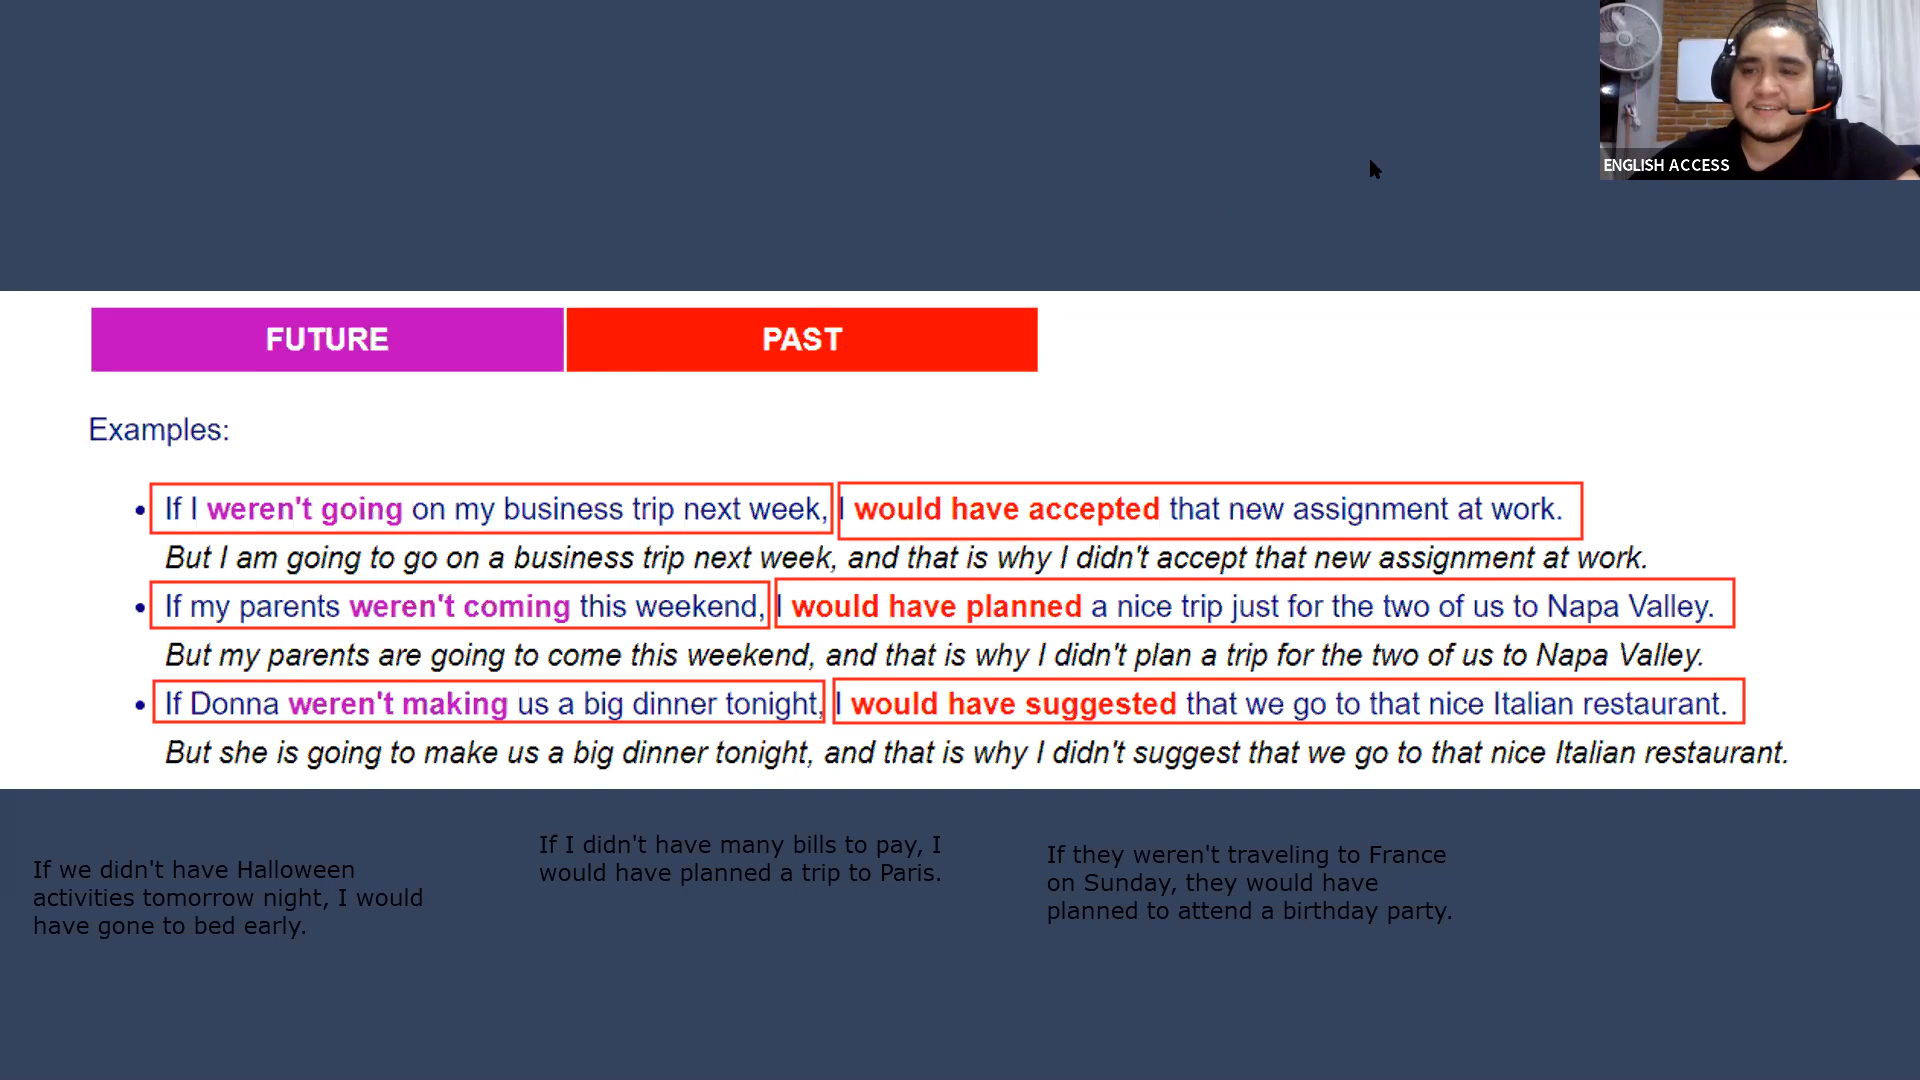 ENGLISH ACCESS
FUTURE PAST
Examples:
• If I weren't going on my business trip next week, I would have accepted that new assignment at work.
But I am going to go on a business trip next week, and that is why I didn't accept that new assignment at work.
• If my parents weren't coming this weekend, I would have planned a nice trip just for the two of us to Napa Valley.
But my parents are going to come this weekend, and that is why I didn't plan a trip for the two of us to Napa Valley.
• If Donna weren't making us a big dinner tonight, I would have suggested that we go to that nice Italian restaurant.
But she is going to make us a big dinner tonight, and that is why I didn't suggest that we go to that nice Italian restaurant.
If we didn't have Halloween
activities tomorrow night, I would
have gone to bed early.
If I didn't have many bills to pay, I
would have planned a trip to Paris.
If they weren't traveling to France
on Sunday, they would have
planned to attend a birthday party.